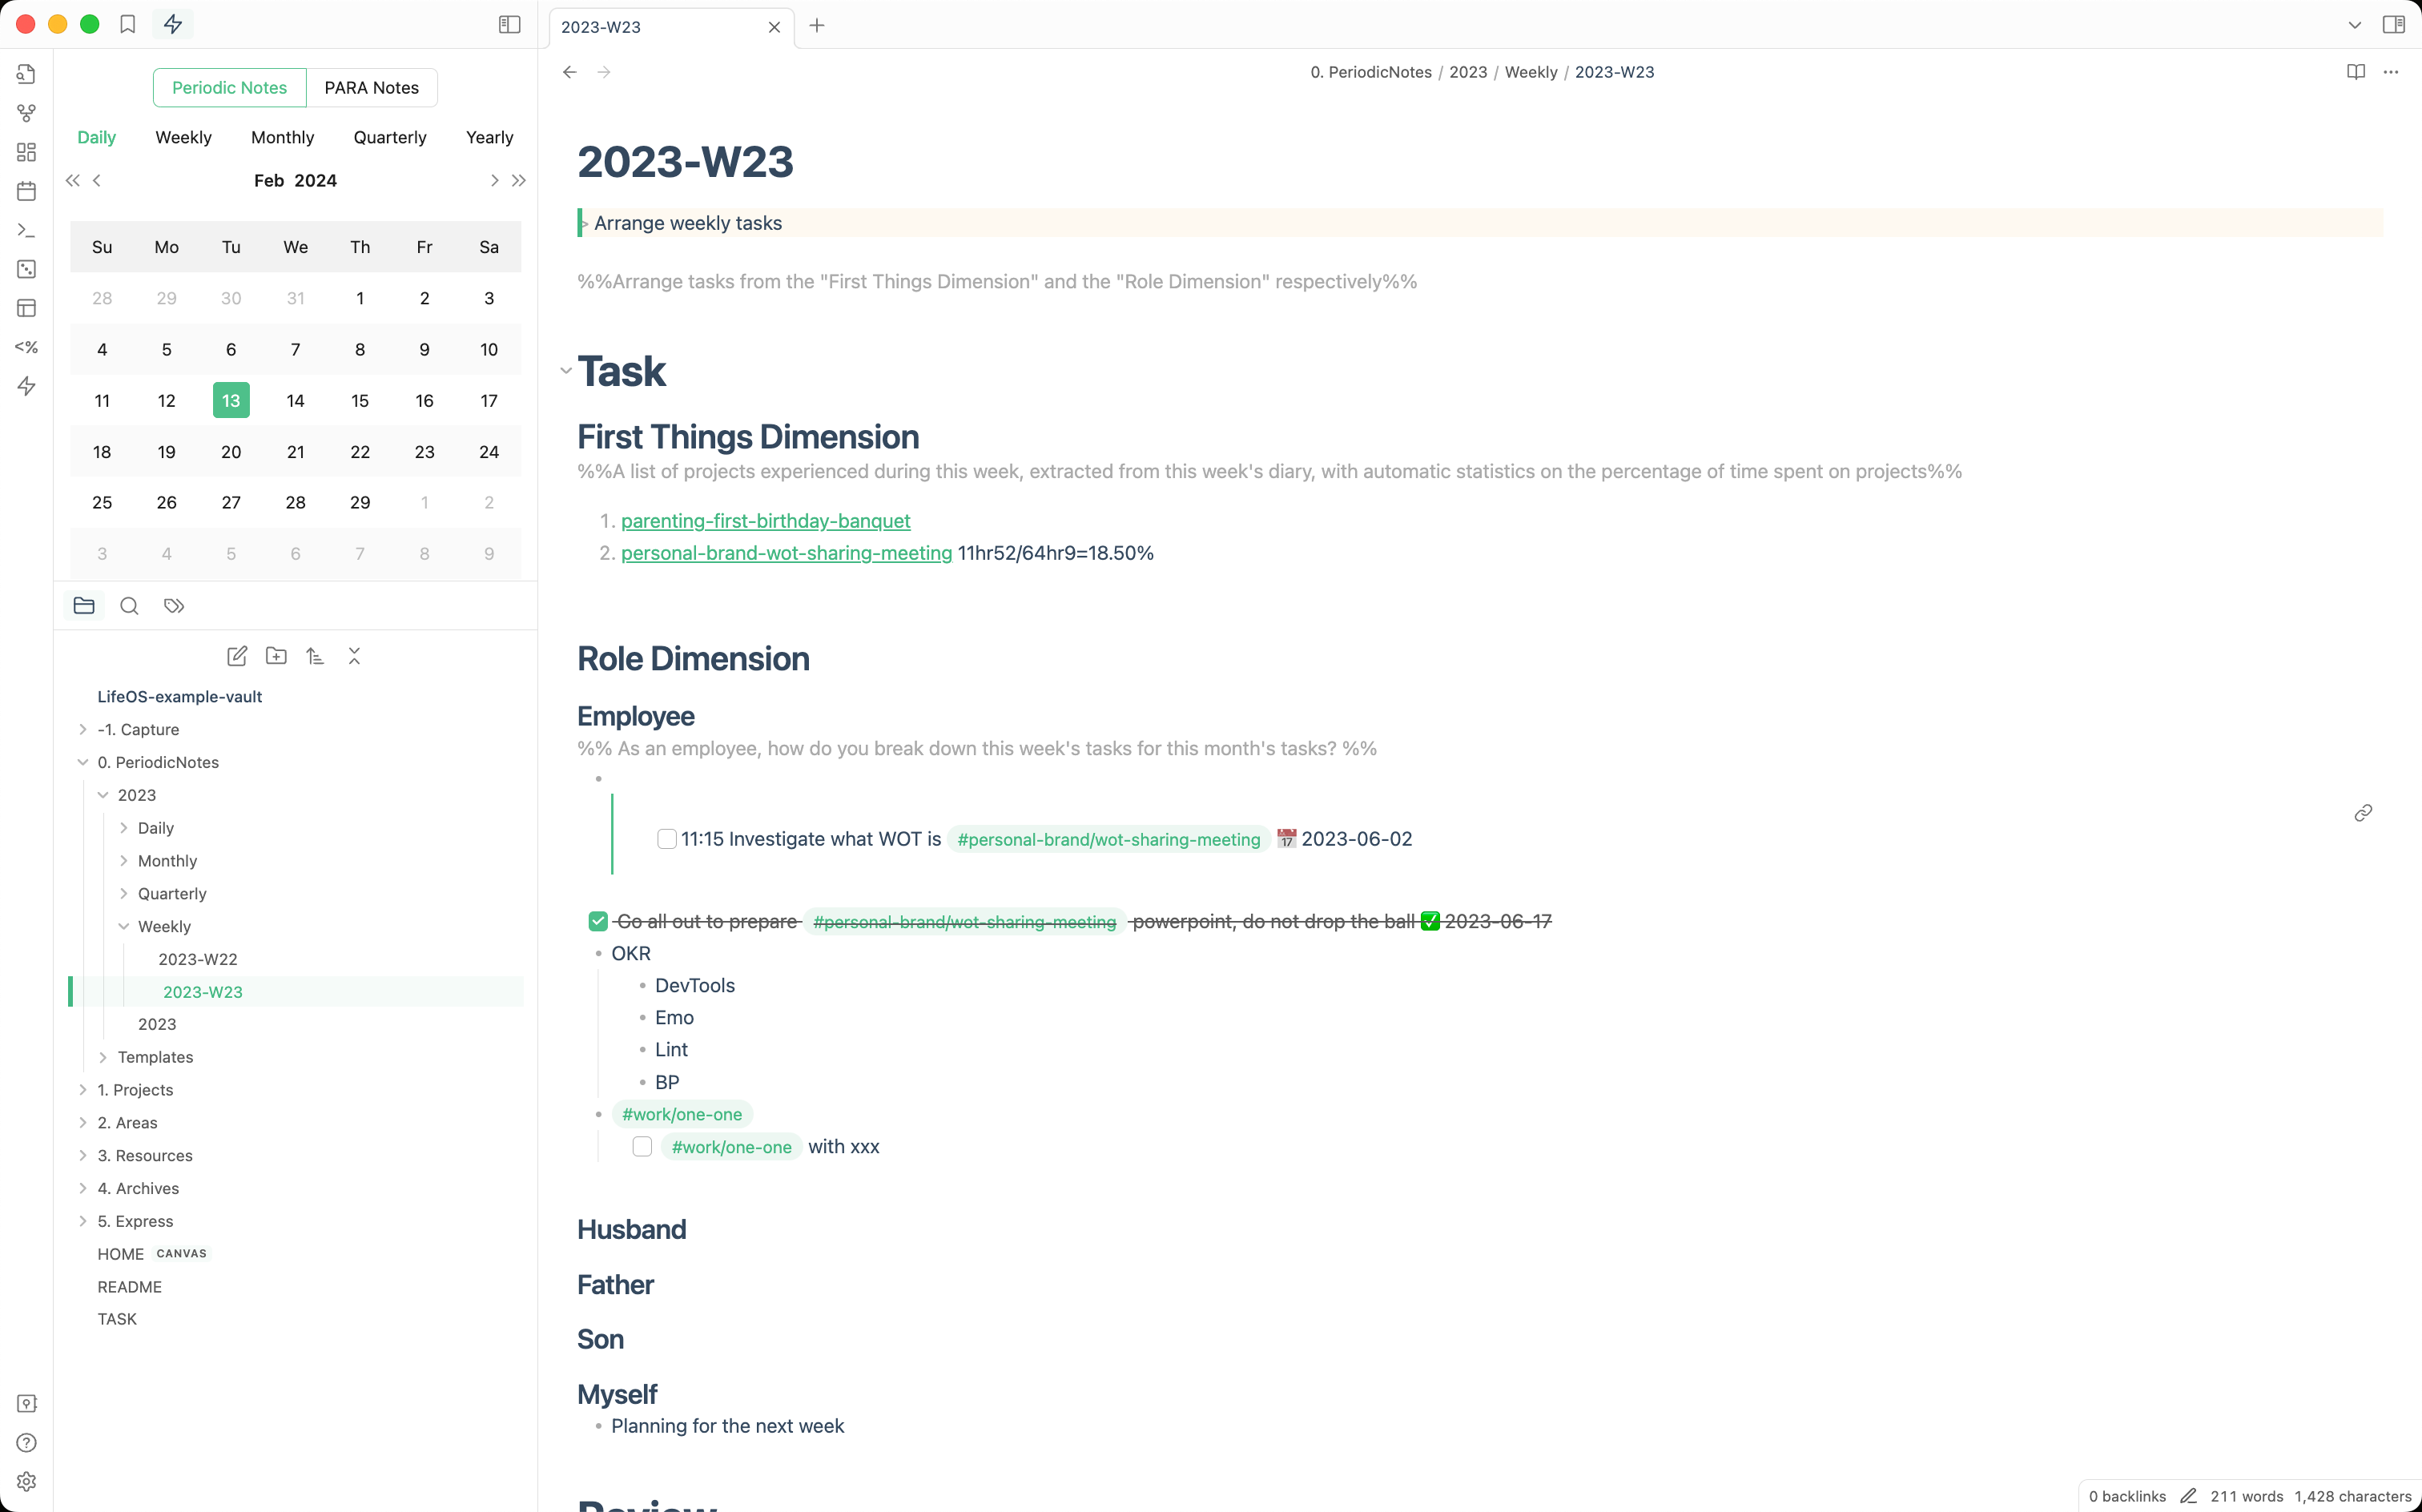 2023-W23
Periodic Notes PARA Notes
Daily Weekly Monthly Quarterly Yearly
Feb 2024
Su Mo Tu We Th Fr Sa
28 29 30 31 1 2 3
4 5 6 7 8 9 10
11 12 13 14 15 16 17
18 19 20 21 22 23 24
25 26 27 28 29 1 2
3 4 5 6 7 8 9
LifeOS-example-vault
-1. Capture
0. PeriodicNotes
2023
Daily
Monthly
Quarterly
Weekly
2023-W22
2023-W23
2023
Templates
1. Projects
2. Areas
3. Resources
4. Archives
5. Express
HOME CANVAS
README
TASK
<%
0. PeriodicNotes / 2023 / Weekly / 2023-W23
2023-W23
> Arrange weekly tasks
%%Arrange tasks from the "First Things Dimension" and the "Role Dimension" respectively%%
Task
First Things Dimension
%%A list of projects experienced during this week, extracted from this week's diary, with automatic statistics on the percentage of time spent on projects%%
1. parenting-first-birthday-banquet
2. personal-brand-wot-sharing-meeting 11hr52/64hr9=18.50%
Role Dimension
Employee
%% As an employee, how do you break down this week's tasks for this month's tasks? %%
11:15 Investigate what WOT is #personal-brand/wot-sharing-meeting 📅 2023-06-02
Go all out to prepare #personal-brand/wot-sharing-meeting powerpoint, do not drop the ball ✅ 2023-06-17
OKR
DevTools
Emo
Lint
BP
#work/one-one
#work/one-one with xxx
Husband
Father
Son
Myself
Planning for the next week
Review
0 backlinks 211 words 1,428 characters